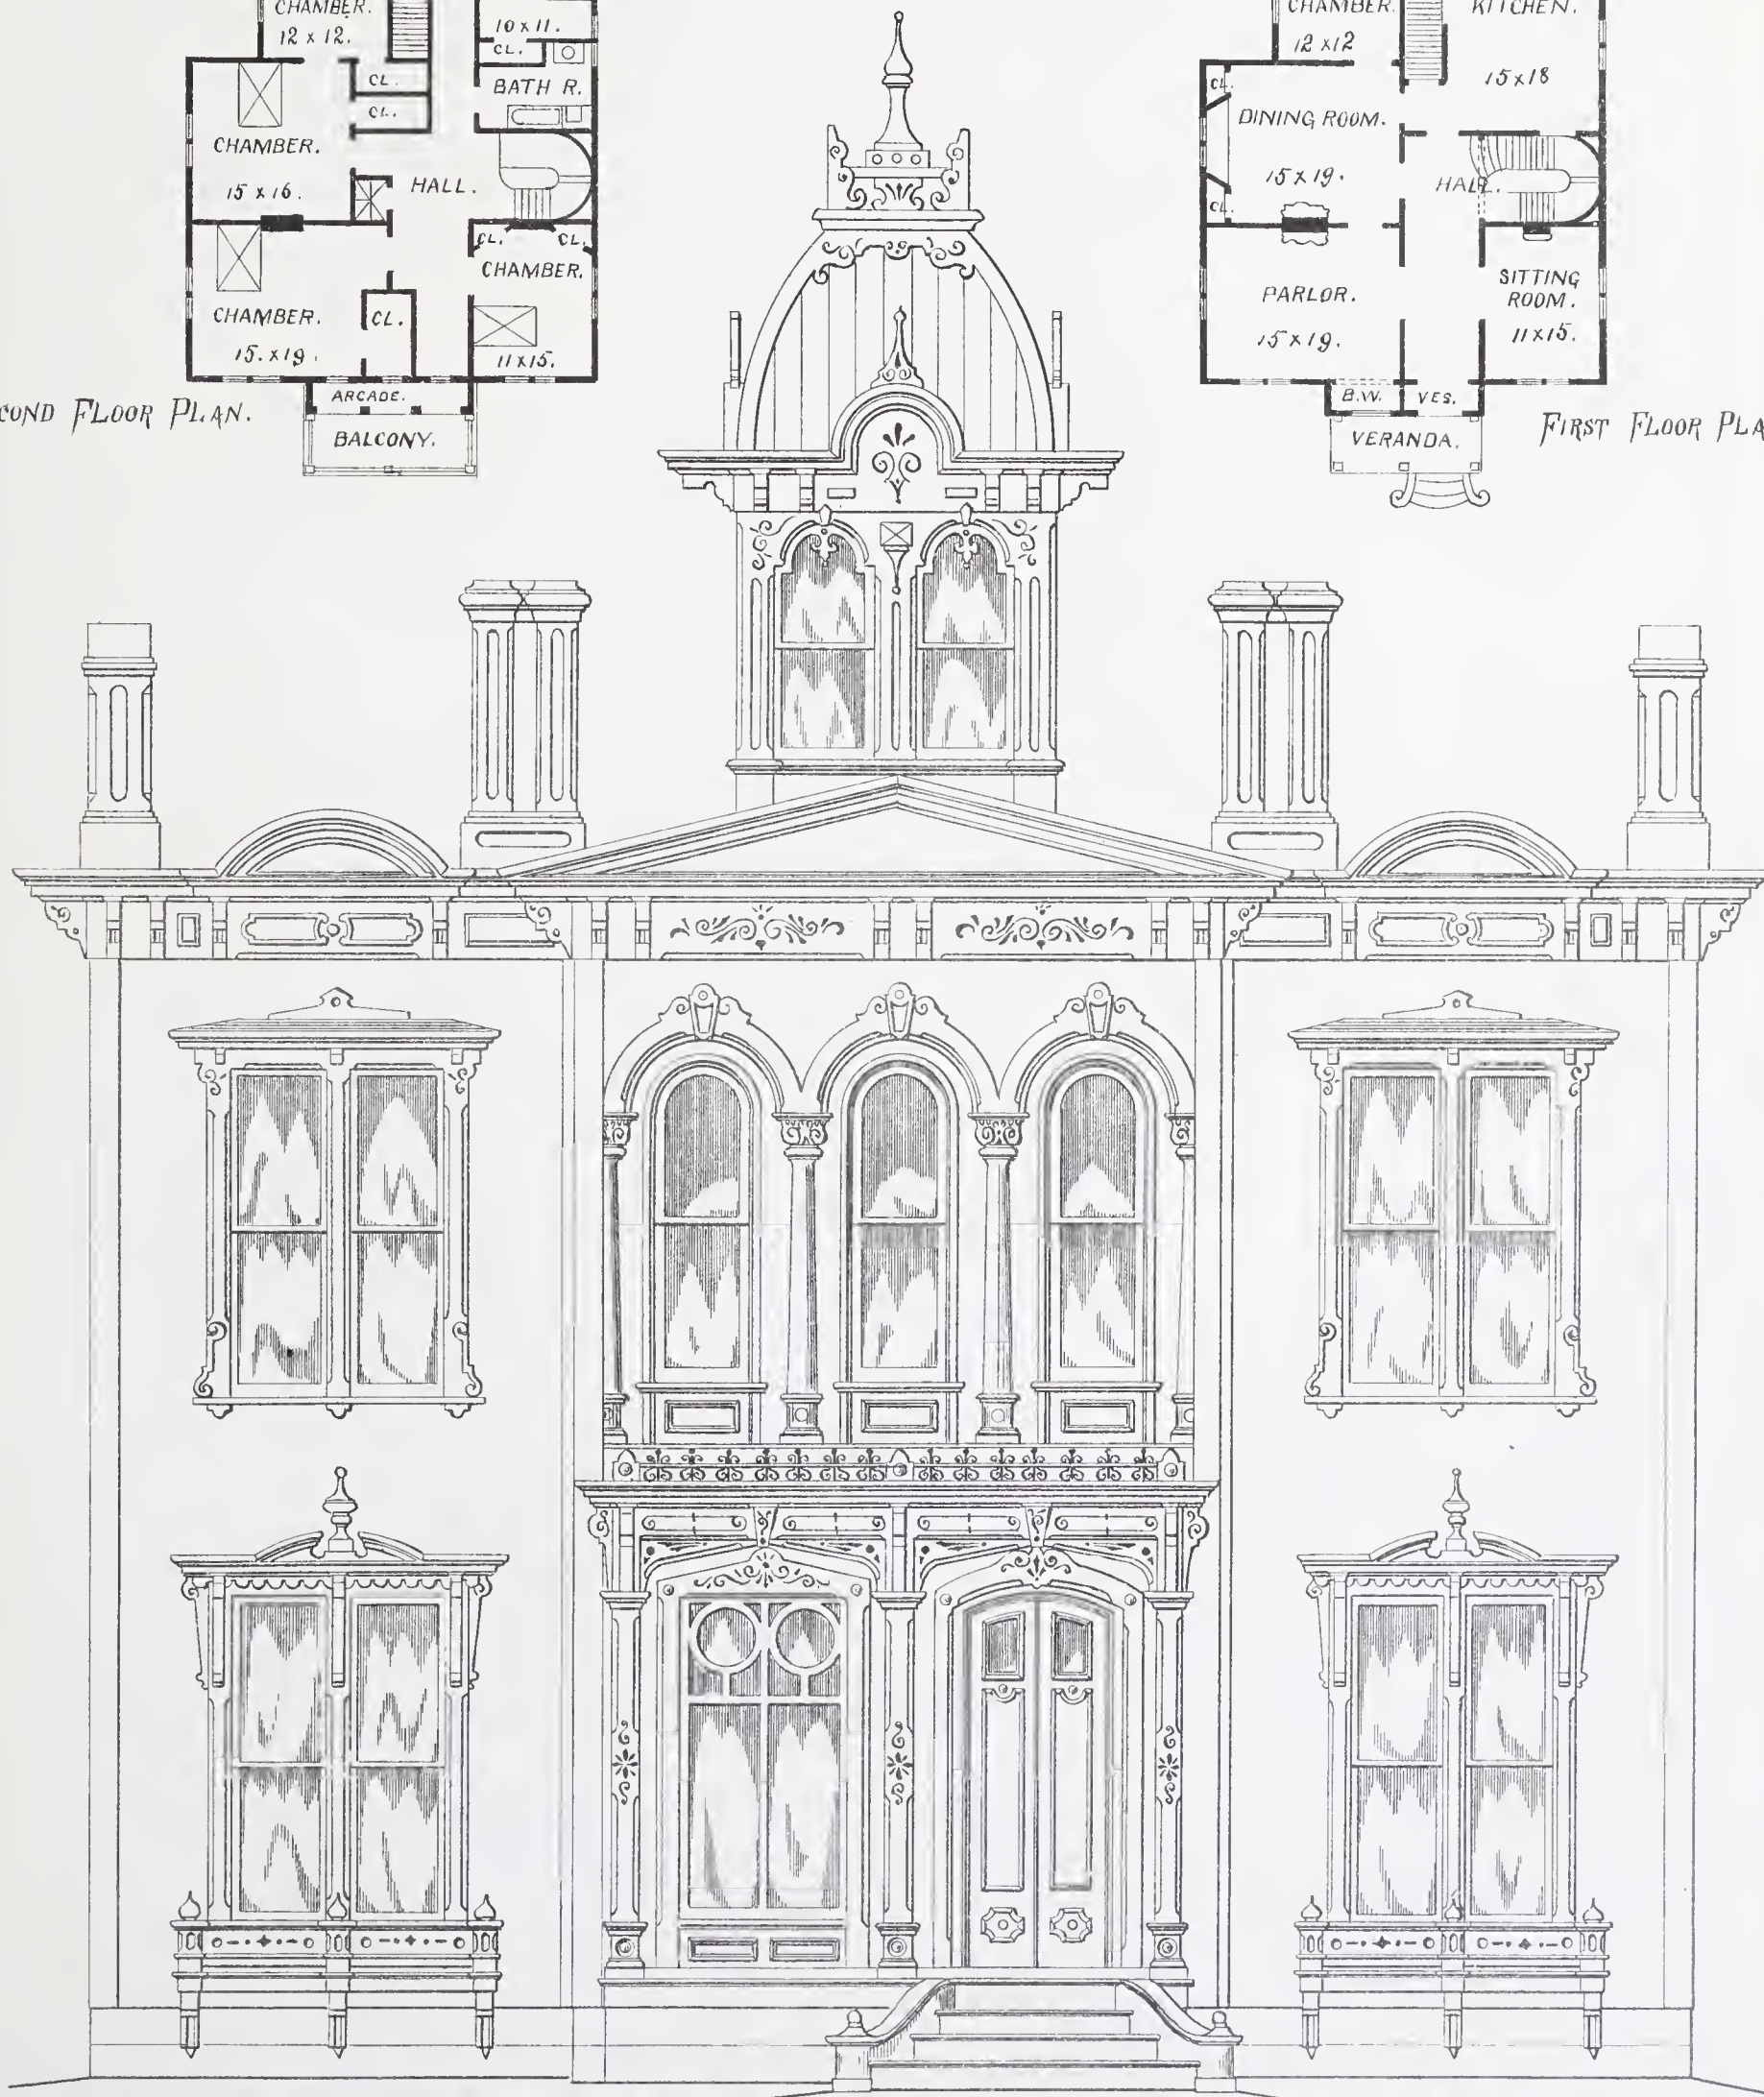 CHAMBER.
12 x 12.
10 x 11.
CL.
BATH R.
CL.
CL.
CHAMBER.
15 x 16.
HALL.
CL. CL.
CHAMBER.
CHAMBER.
CL.
15. x 19.
11 x 15.
ARCADE.
BALCONY.
COND FLOOR PLAN.
CHAMBER. KITCHEN.
12 x 12
15 x 18
CL.
DINING ROOM.
15 x 19.
HALL.
CL.
PARLOR.
SITTING
ROOM.
15 x 19.
11 x 15.
B.W. VES.
VERANDA.
FIRST FLOOR PLA